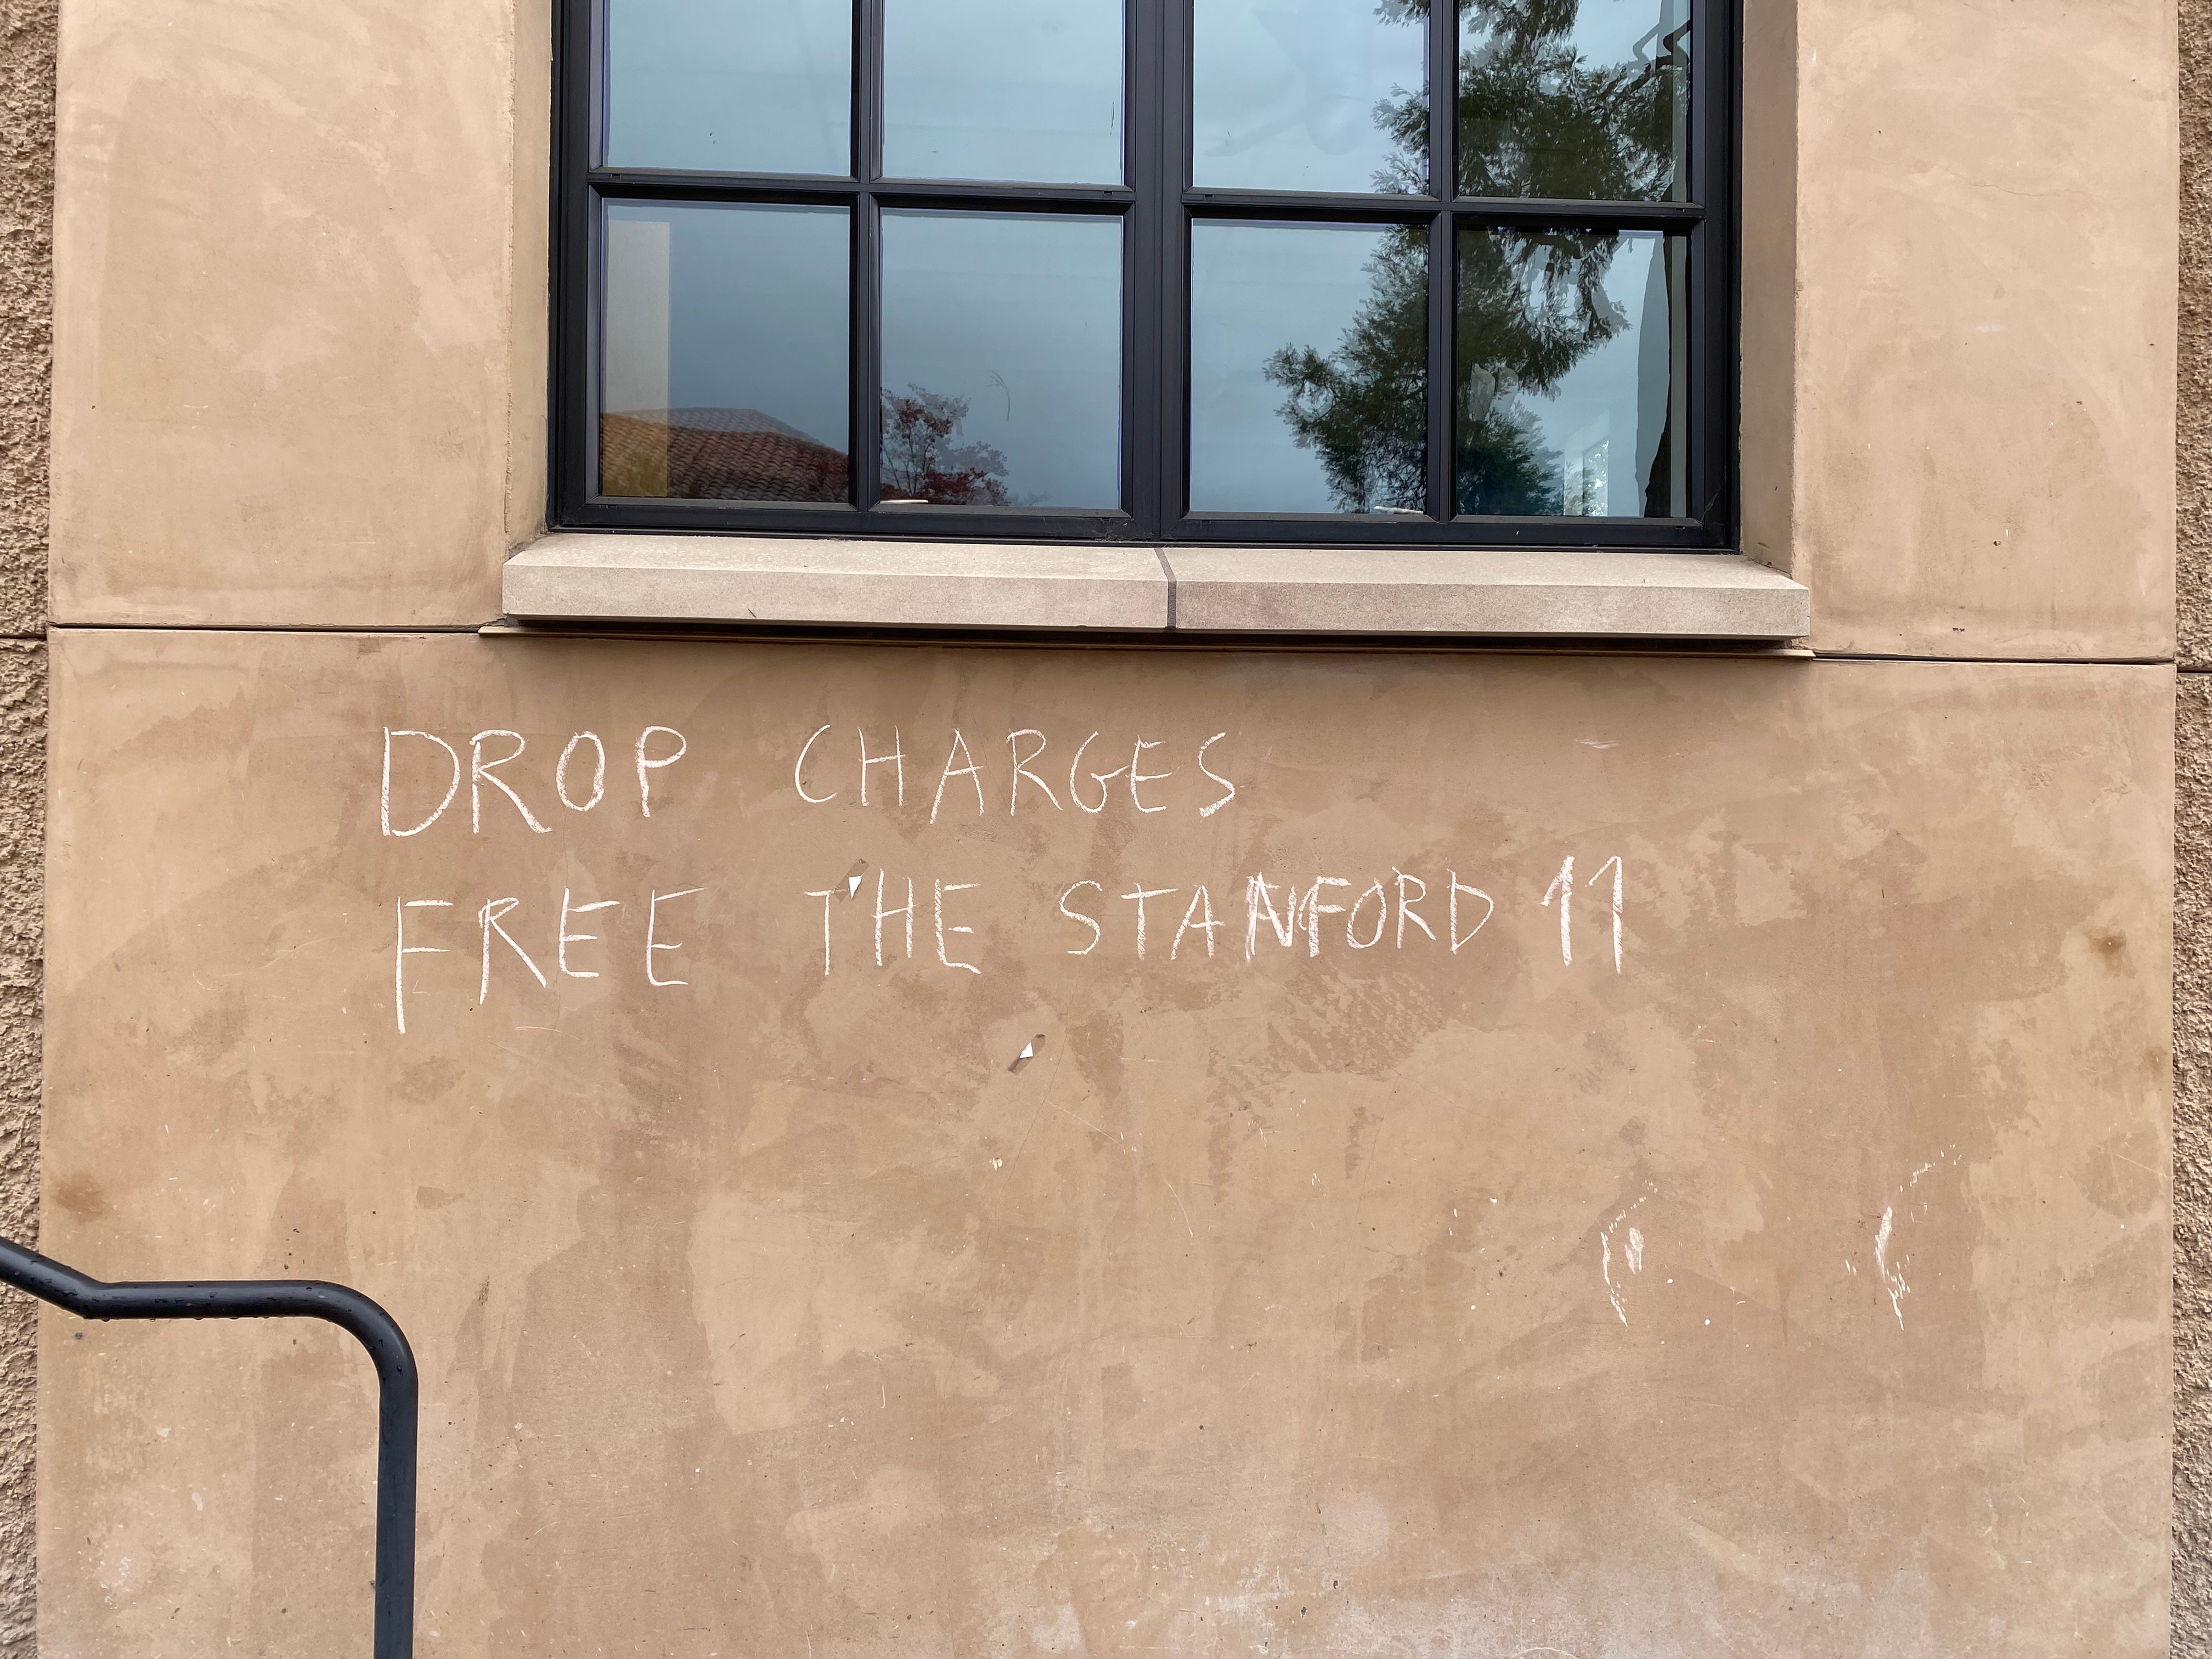 DROP CHARGES
FREE THE STANFORD 11